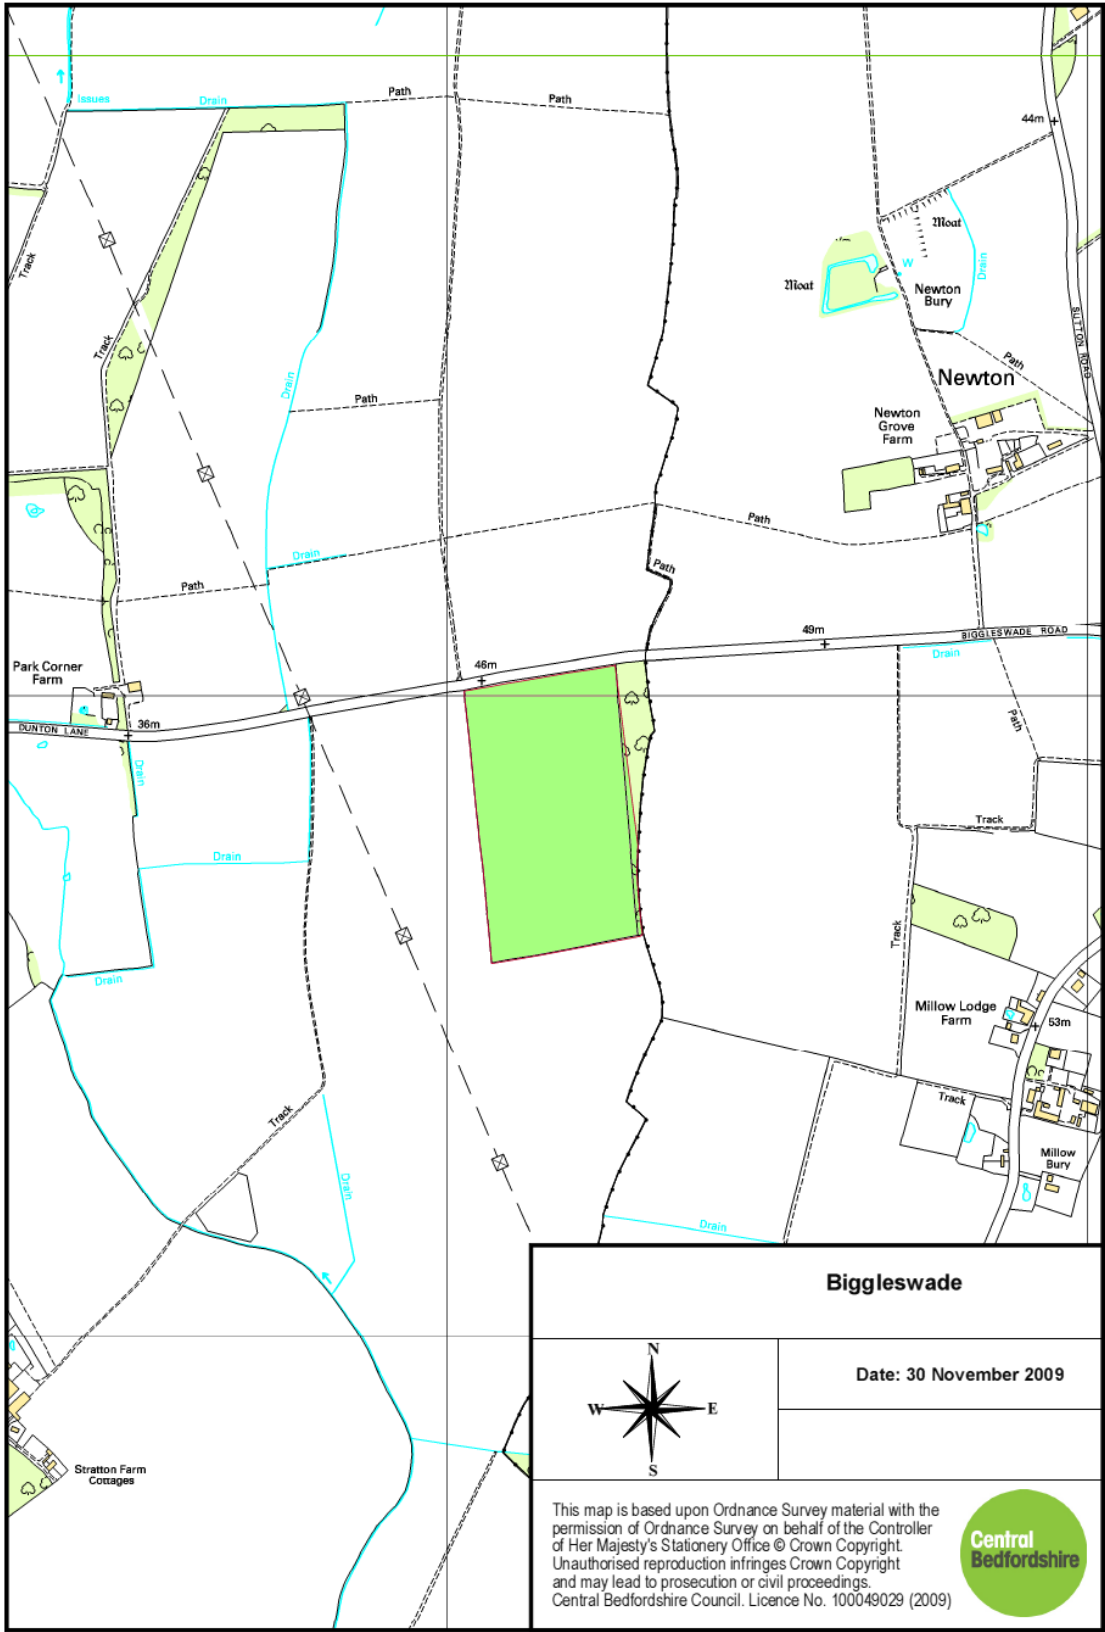 Issues
Drain
Path
Path
44m
Track
Moat
Drain
W
Moat
Newton
Bury
SUTTON ROAD
Track
Path
Newton
Drain
Path
Newton
Grove
Farm
Path
Drain
Path
Path
49m
BIGGLESWADE ROAD
Drain
Park Corner
Farm
46m
36m
DUNTON LANE
Path
Drain
Track
Drain
Track
Drain
Millow Lodge
Farm
53m
Track
Track
Millow
Bury
Drain
Drain
Stratton Farm
Cottages
Biggleswade
N
W E
S
Date: 30 November 2009
This map is based upon Ordnance Survey material with the
permission of Ordnance Survey on behalf of the Controller
of Her Majesty's Stationery Office © Crown Copyright.
Unauthorised reproduction infringes Crown Copyright
and may lead to prosecution or civil proceedings.
Central Bedfordshire Council. Licence No. 100049029 (2009)
Central
Bedfordshire